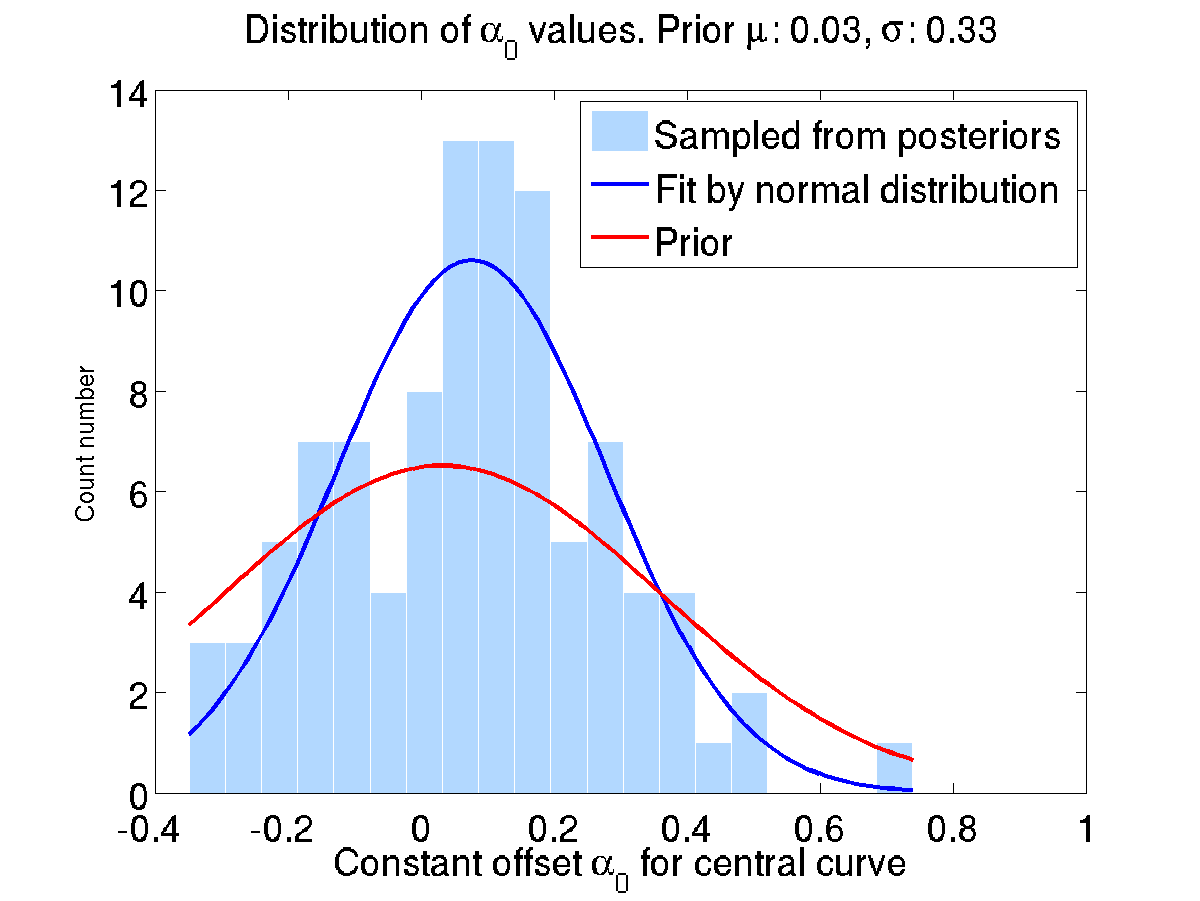 Distribution of α0 values. Prior μ: 0.03, σ: 0.33
14
12
10
8
6
4
2
0
Count number
Sampled from posteriors
Fit by normal distribution
Prior
-0.4 -0.2 0 0.2 0.4 0.6 0.8 1
Constant offset α0 for central curve